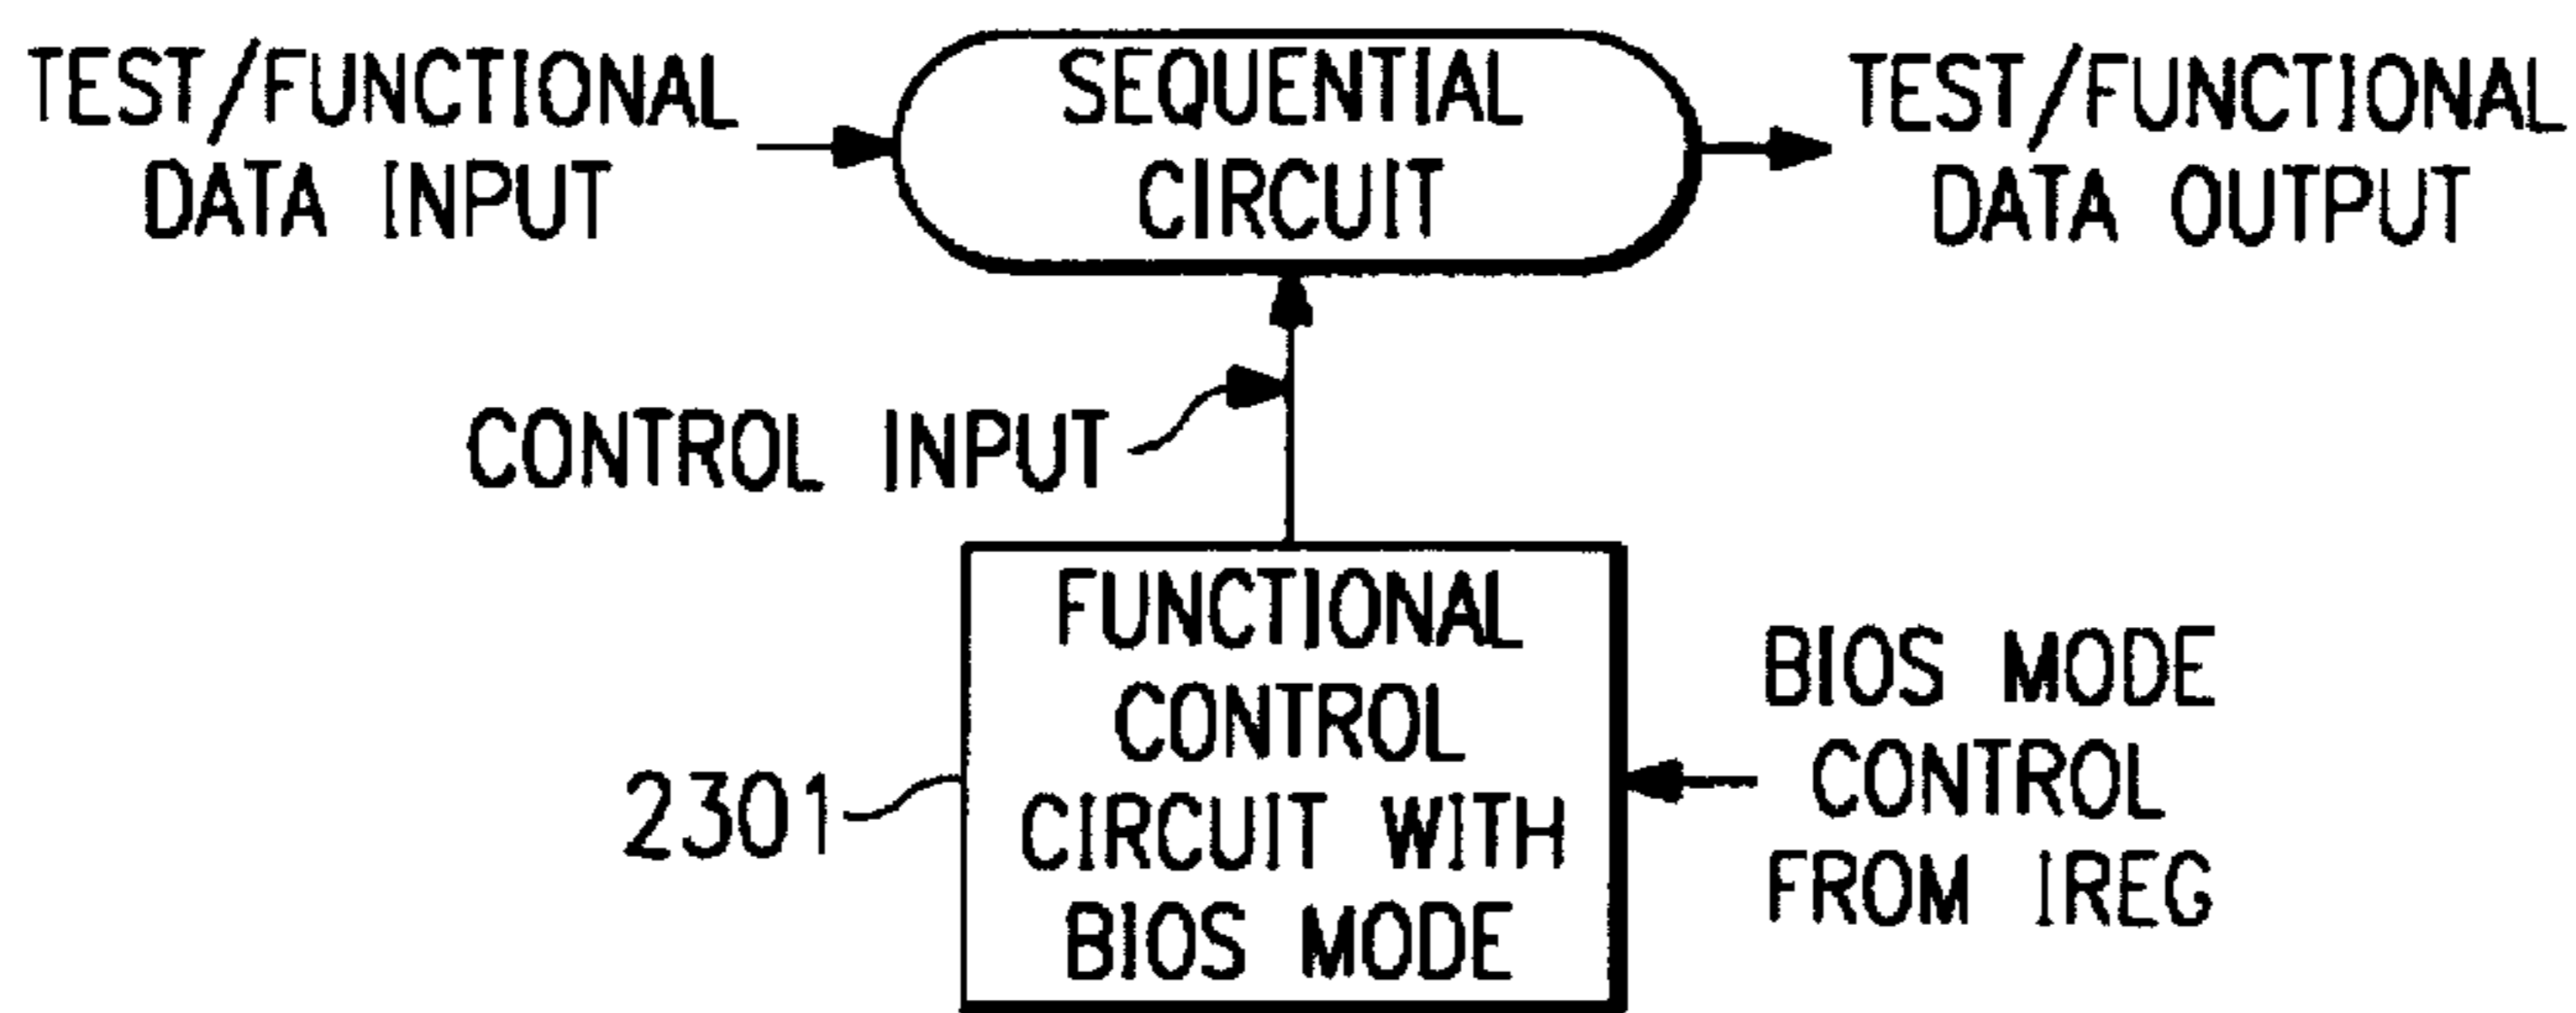 TEST/FUNCTIONAL
DATA INPUT
SEQUENTIAL
CIRCUIT
TEST/FUNCTIONAL
DATA OUTPUT
CONTROL INPUT
FUNCTIONAL
CONTROL
CIRCUIT WITH
BIOS MODE
2301
BIOS MODE
CONTROL
FROM IREG